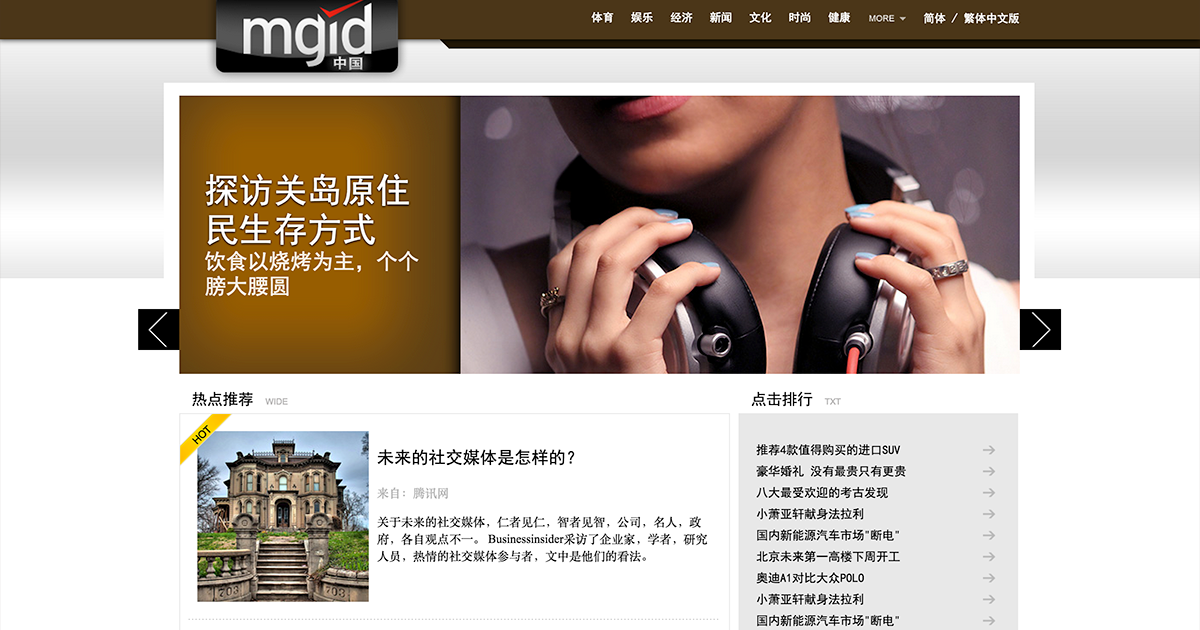 mgid
中国
体育 娱乐 经济 新闻 文化 时尚 健康 MORE 简体 / 繁体中文版
探访关岛原住
民生存方式
饮食以烧烤为主，个个
膀大腰圆
热点推荐 WIDE
HOT
未来的社交媒体是怎样的？
来自：腾讯网
关于未来的社交媒体，仁者见仁，智者见智，公司，名人，政
府，各自观点不一。Businessinsider采访了企业家，学者，研究
人员，热情的社交媒体参与者，文中是他们的看法。
703 703
点击排行 TXT
推荐4款值得购买的进口SUV
豪华婚礼 没有最贵只有更贵
八大最受欢迎的考古发现
小萧亚轩献身法拉利
国内新能源汽车市场"断电"
北京未来第一高楼下周开工
奥迪A1对比大众POLO
小萧亚轩献身法拉利
国内新能源汽车市场"断电"